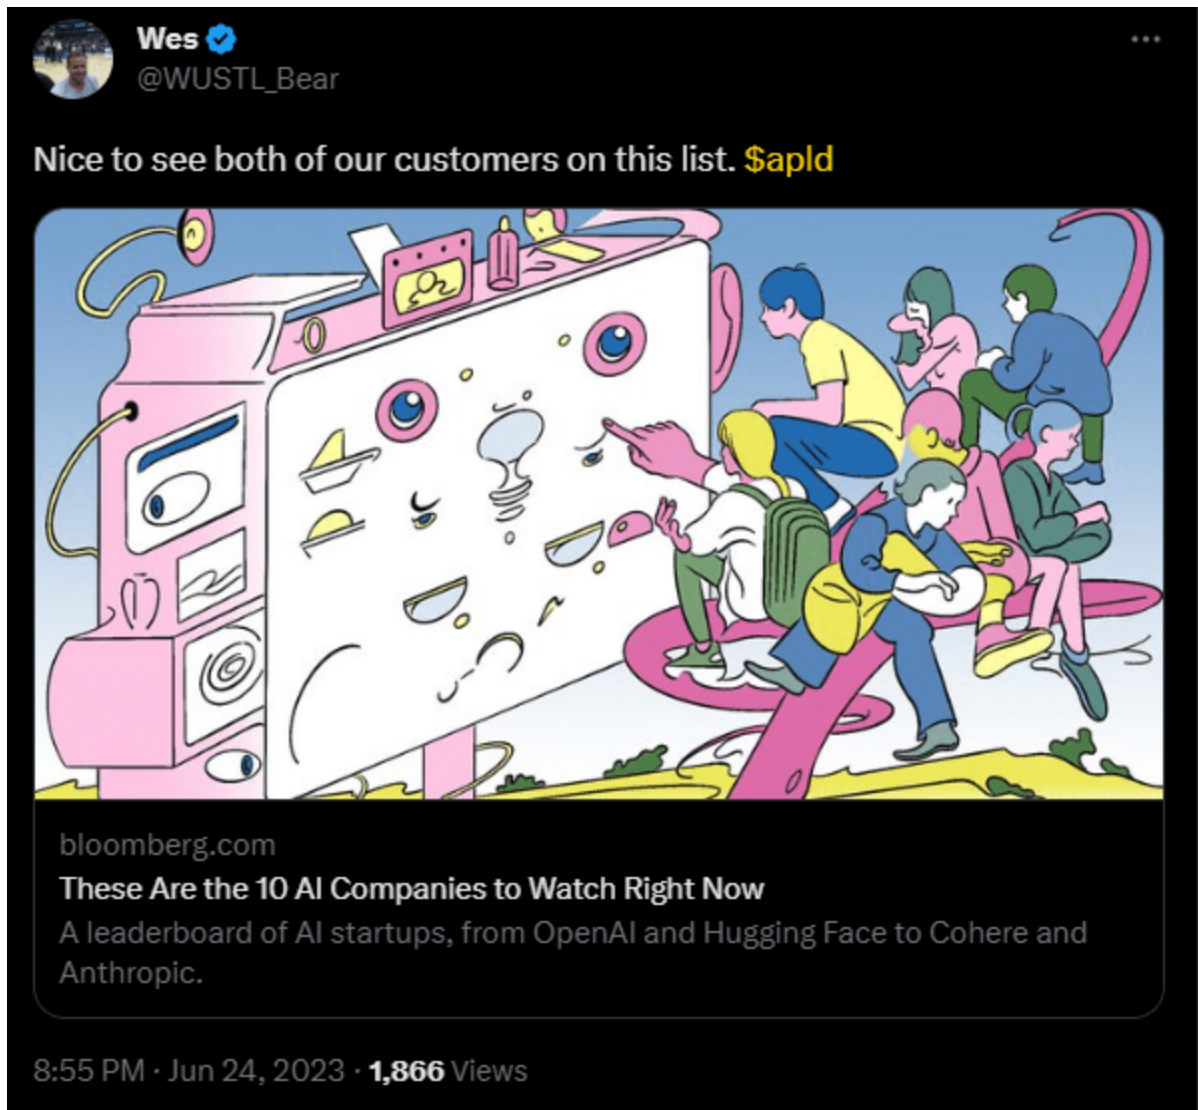 Wes
@WUSTL_Bear
Nice to see both of our customers on this list. $apld
bloomberg.com
These Are the 10 AI Companies to Watch Right Now
A leaderboard of AI startups, from OpenAI and Hugging Face to Cohere and
Anthropic.
8:55 PM · Jun 24, 2023 · 1,866 Views